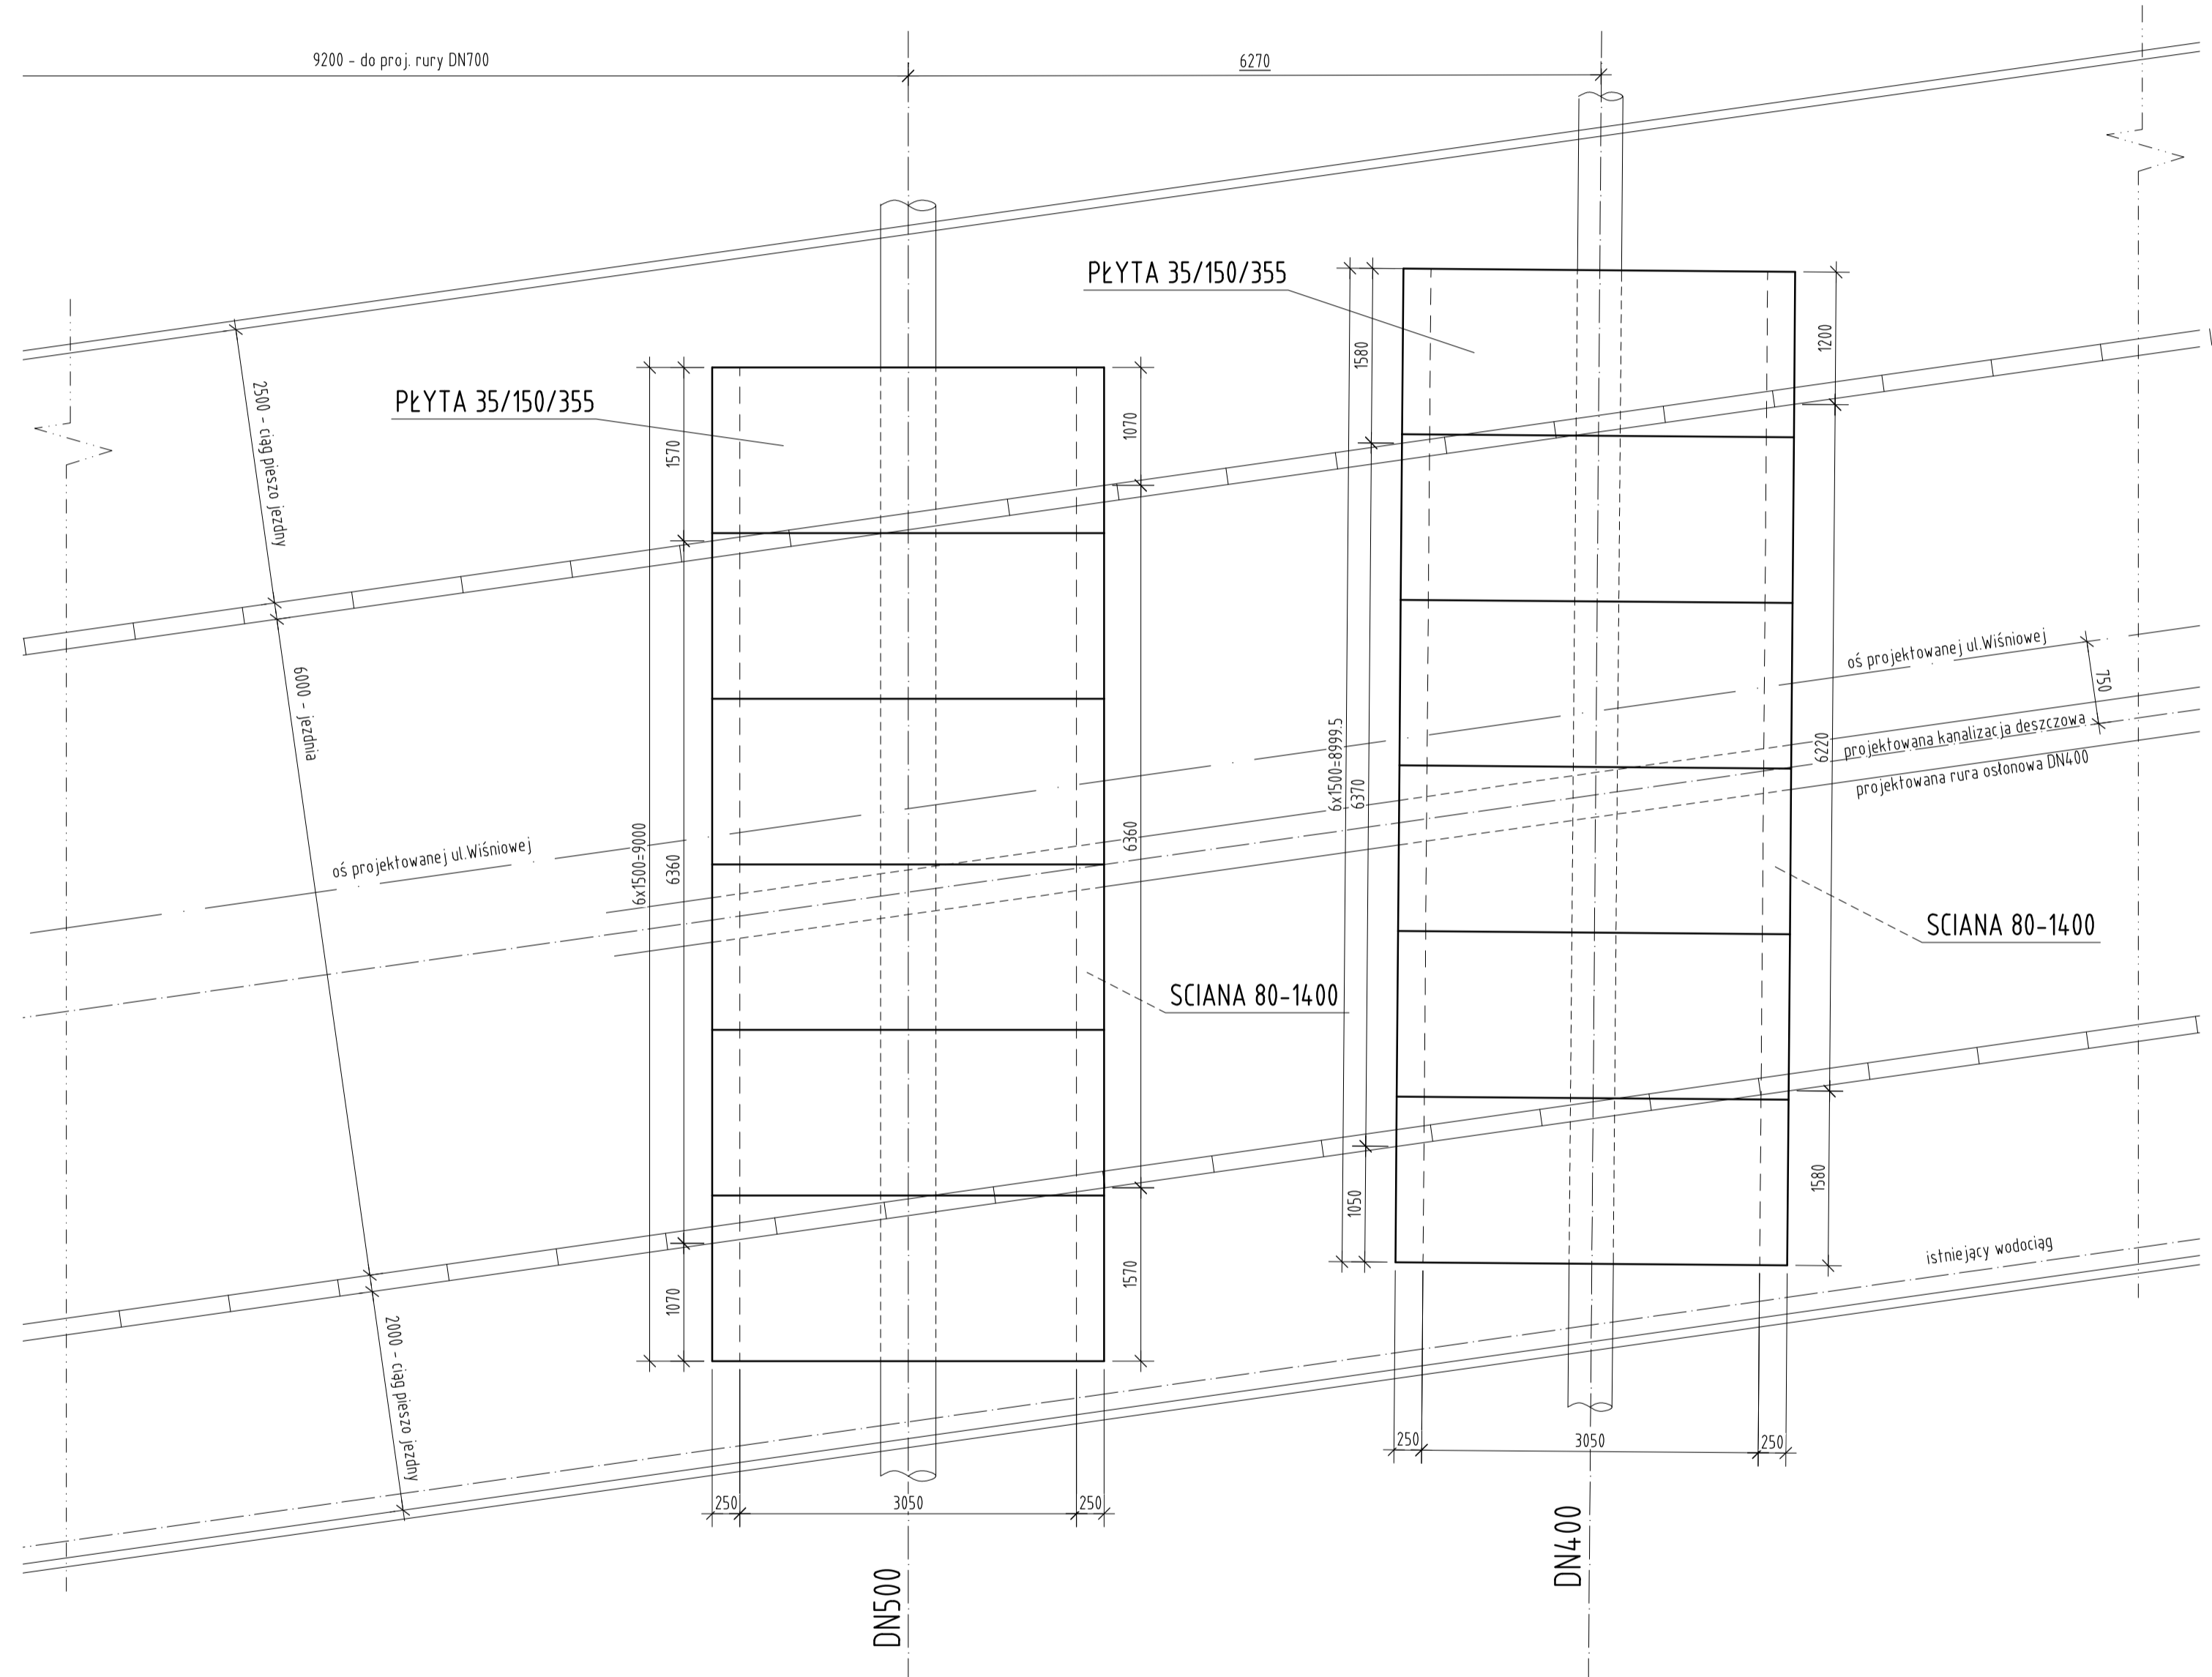 9200 - do proj. rury DN700
6270
PŁYTA 35/150/355
PŁYTA 35/150/355
2500 - ciąg pieszo jezdny
1570
1070
1580
1200
6000 - jezdnia
oś projektowanej ul.Wiśniowej
750
projektowana kanalizacja deszczowa
projektowana rura osłonowa DN400
6x1500=8999.5
6370
6220
oś projektowanej ul.Wiśniowej
6x1500=9000
6360
6360
SCIANA 80-1400
SCIANA 80-1400
1050
1580
istniejący wodociąg
1070
1570
2000 - ciąg pieszo jezdny
250
3050
250
250
3050
250
DN500
DN400